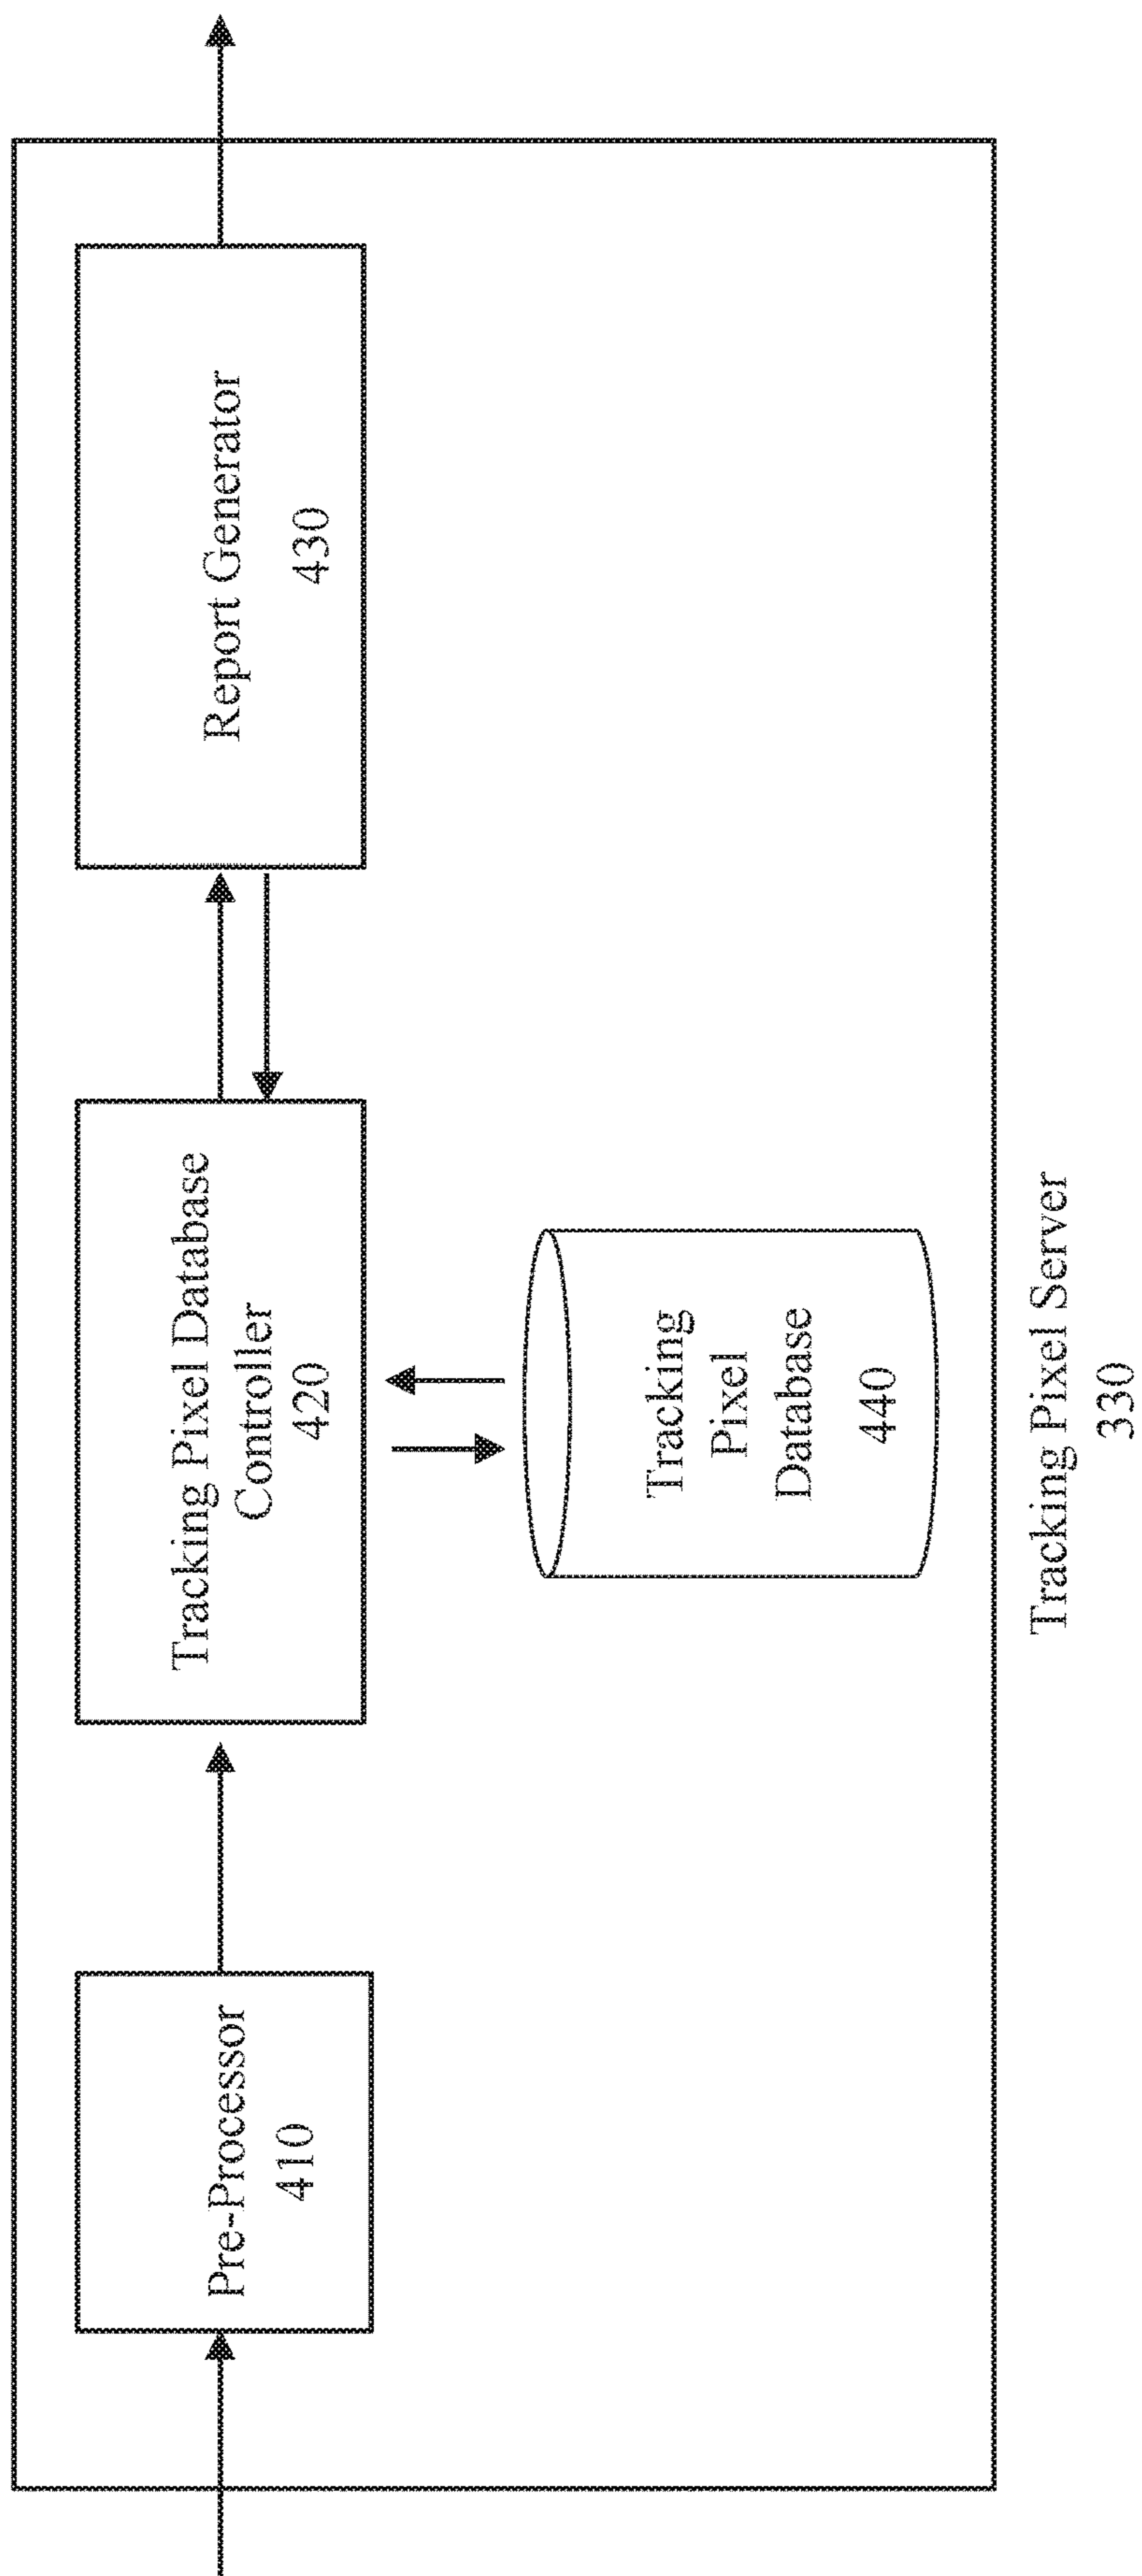 Pre-Processor
410
Tracking Pixel Database
Controller
420
Report Generator
430
Tracking
Pixel
Database
440
Tracking Pixel Server
330